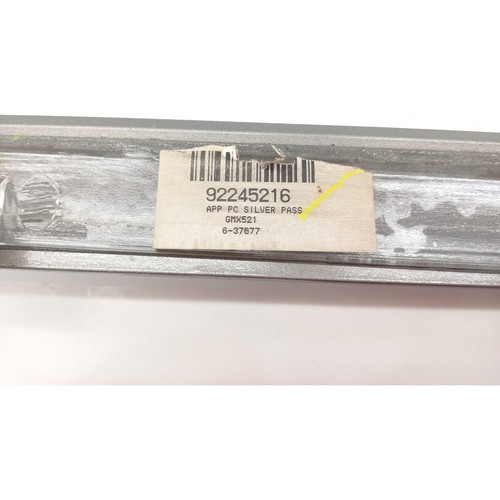 92245216
APP PC SILVER PASS
GMX521
6-37677